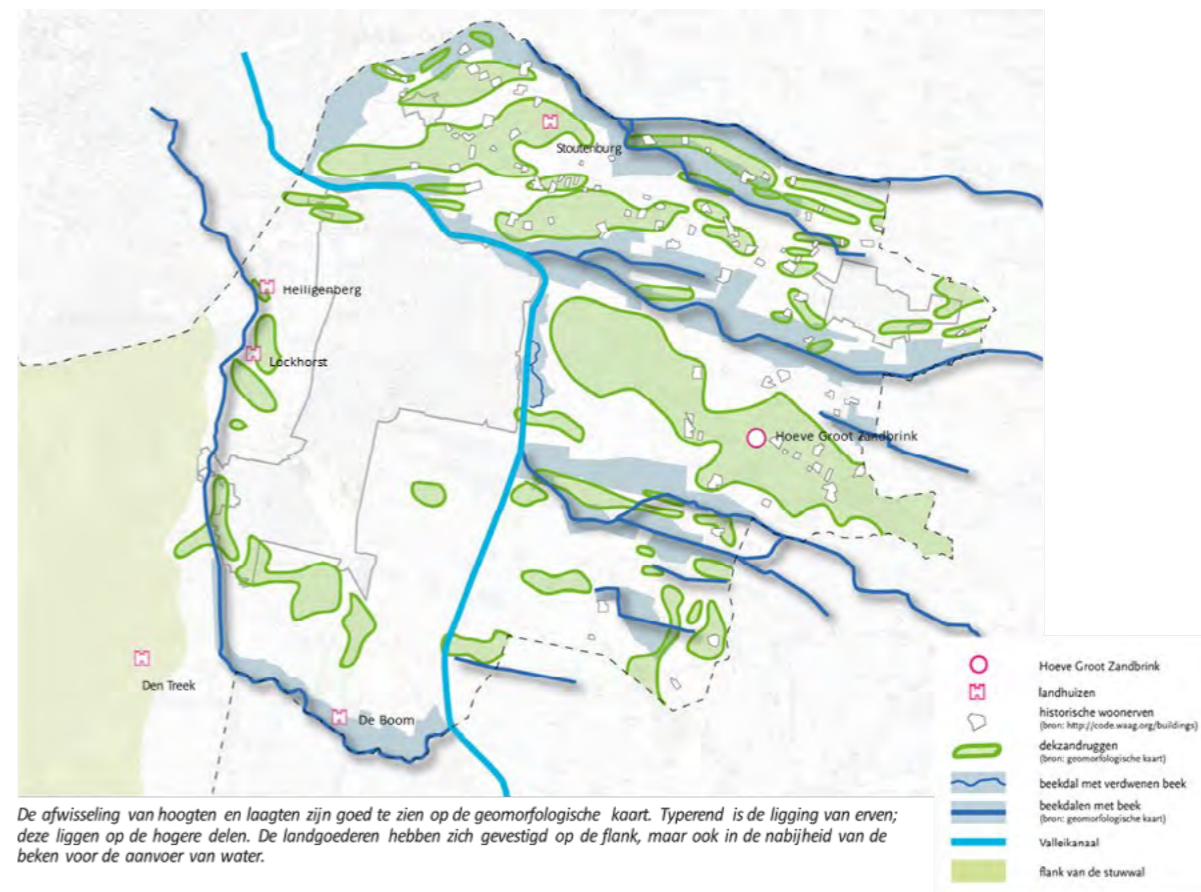 Stoutenburg
Heiligenberg
Lockhorst
Hoeve Groot Zandbrink
Den Treek
De Boom
Hoeve Groot Zandbrink
landhuizen
historische woonerven
(bron: http://code.waag.org/buildings)
dekzandruggen
(bron: geomorfologische kaart)
beekdal met verdwenen beek
beekdalen met beek
(bron: geomorfologische kaart)
Valleikanaal
flank van de stuwwal
De afwisseling van hoogten en laagten zijn goed te zien op de geomorfologische kaart. Typerend is de ligging van erven;
deze liggen op de hogere delen. De landgoederen hebben zich gevestigd op de flank, maar ook in de nabijheid van de
beken voor de aanvoer van water.